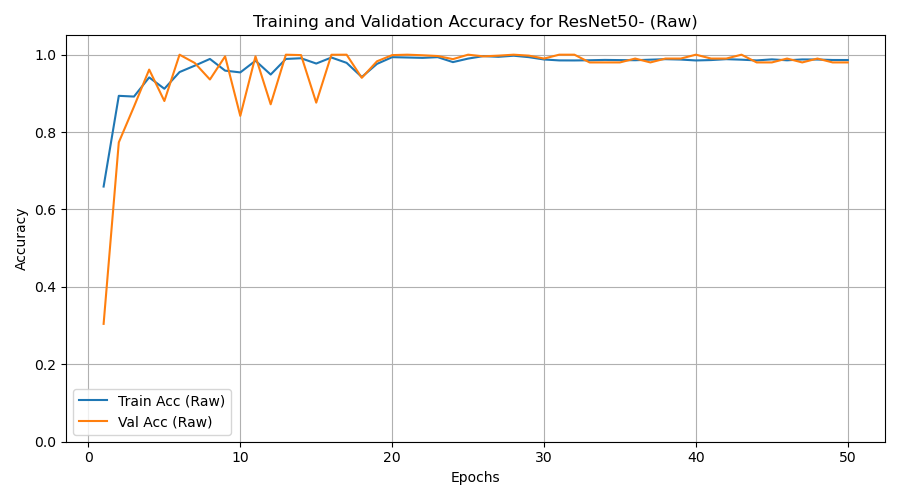 Training and Validation Accuracy for ResNet50- (Raw)
1.0
0.8
0.6
0.4
0.2
0.0
Accuracy
Train Acc (Raw)
Val Acc (Raw)
0 10 20 30 40 50
Epochs